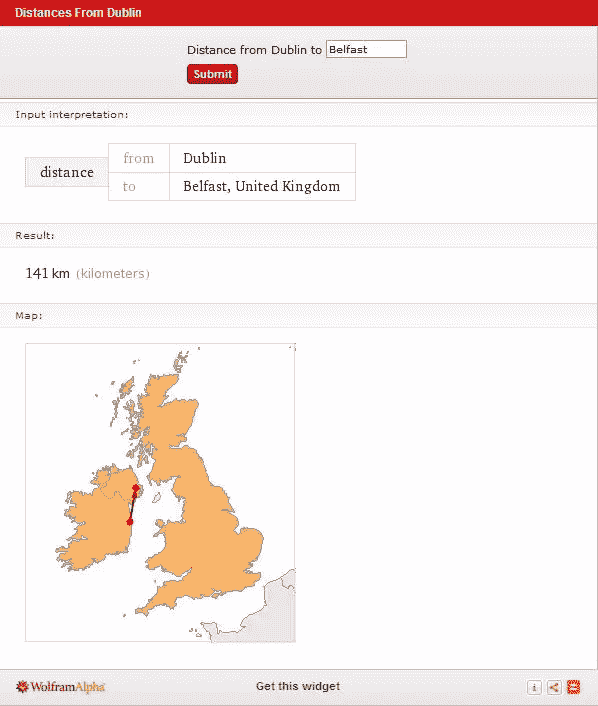 Distances From Dublin
Distance from Dublin to Belfast
Submit
Input interpretation:
distance from Dublin
to Belfast, United Kingdom
Result:
141 km (kilometers)
Map:
WolframAlpha Get this widget i